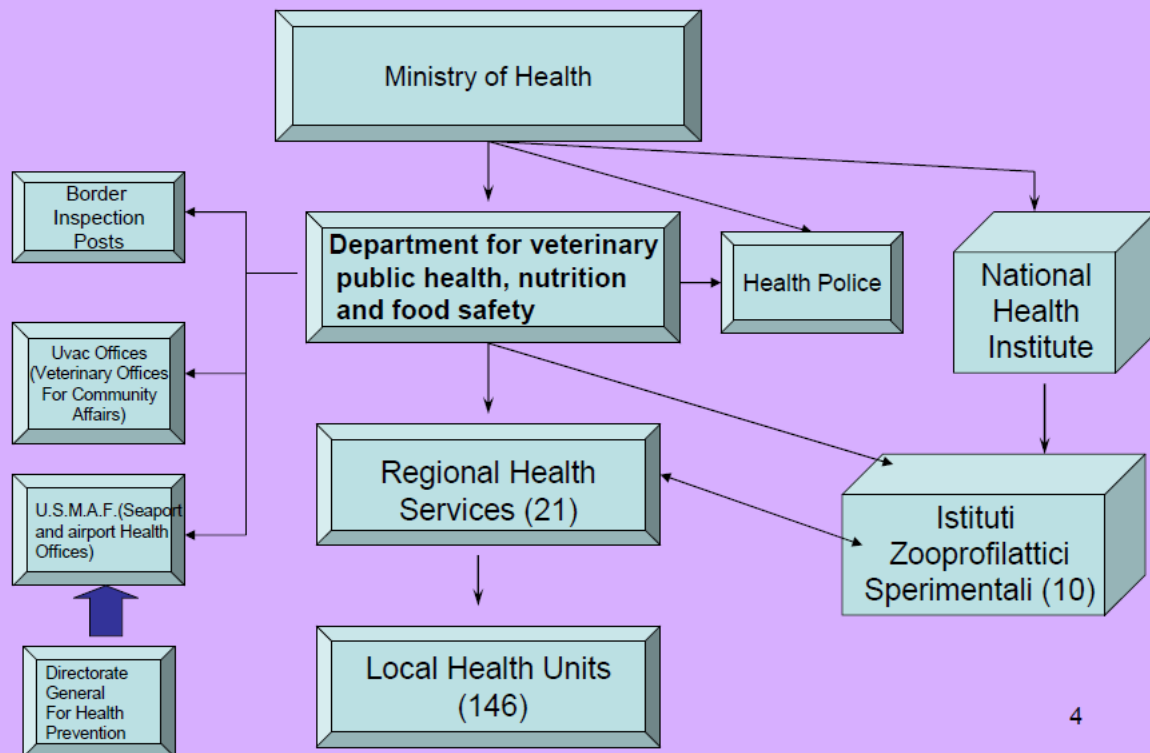 Ministry of Health
Border
Inspection
Posts
Department for veterinary
public health, nutrition
and food safety
Health Police
National
Health
Institute
Uvac Offices
(Veterinary Offices
For Community
Affairs)
Regional Health
Services (21)
U.S.M.A.F.(Seaport
and airport Health
Offices)
Istituti
Zooprofilattici
Sperimentali (10)
Directorate
General
For Health
Prevention
Local Health Units
(146)
4